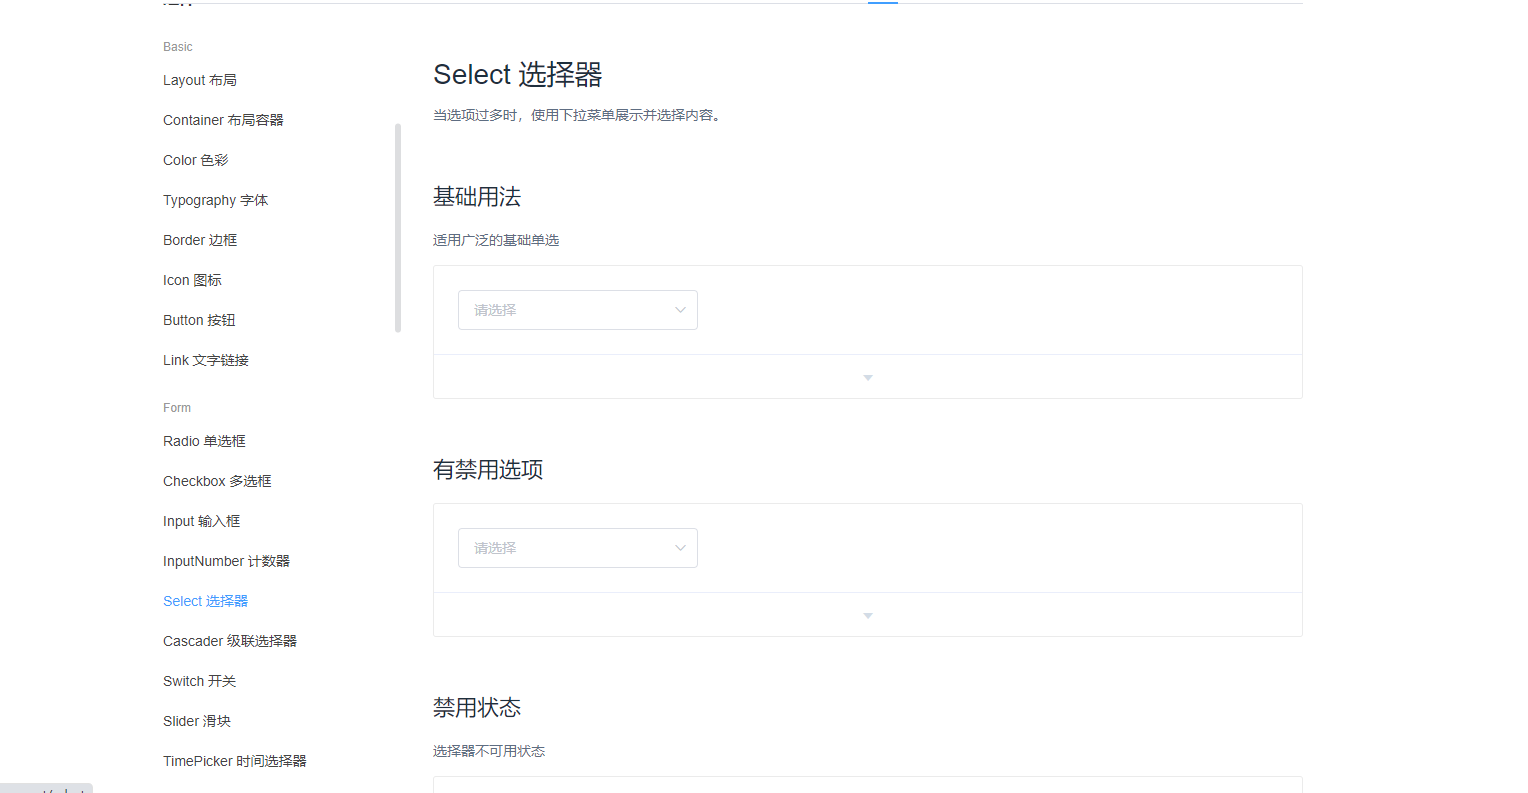 Basic
Layout 布局
Container 布局容器
Color 色彩
Typography 字体
Border 边框
Icon 图标
Button 按钮
Link 文字链接
Form
Radio 单选框
Checkbox 多选框
Input 输入框
InputNumber 计数器
Select 选择器
Cascader 级联选择器
Switch 开关
Slider 滑块
TimePicker 时间选择器
Select 选择器
当选项过多时，使用下拉菜单展示并选择内容。
基础用法
适用广泛的基础单选
请选择
有禁用选项
请选择
禁用状态
选择器不可用状态